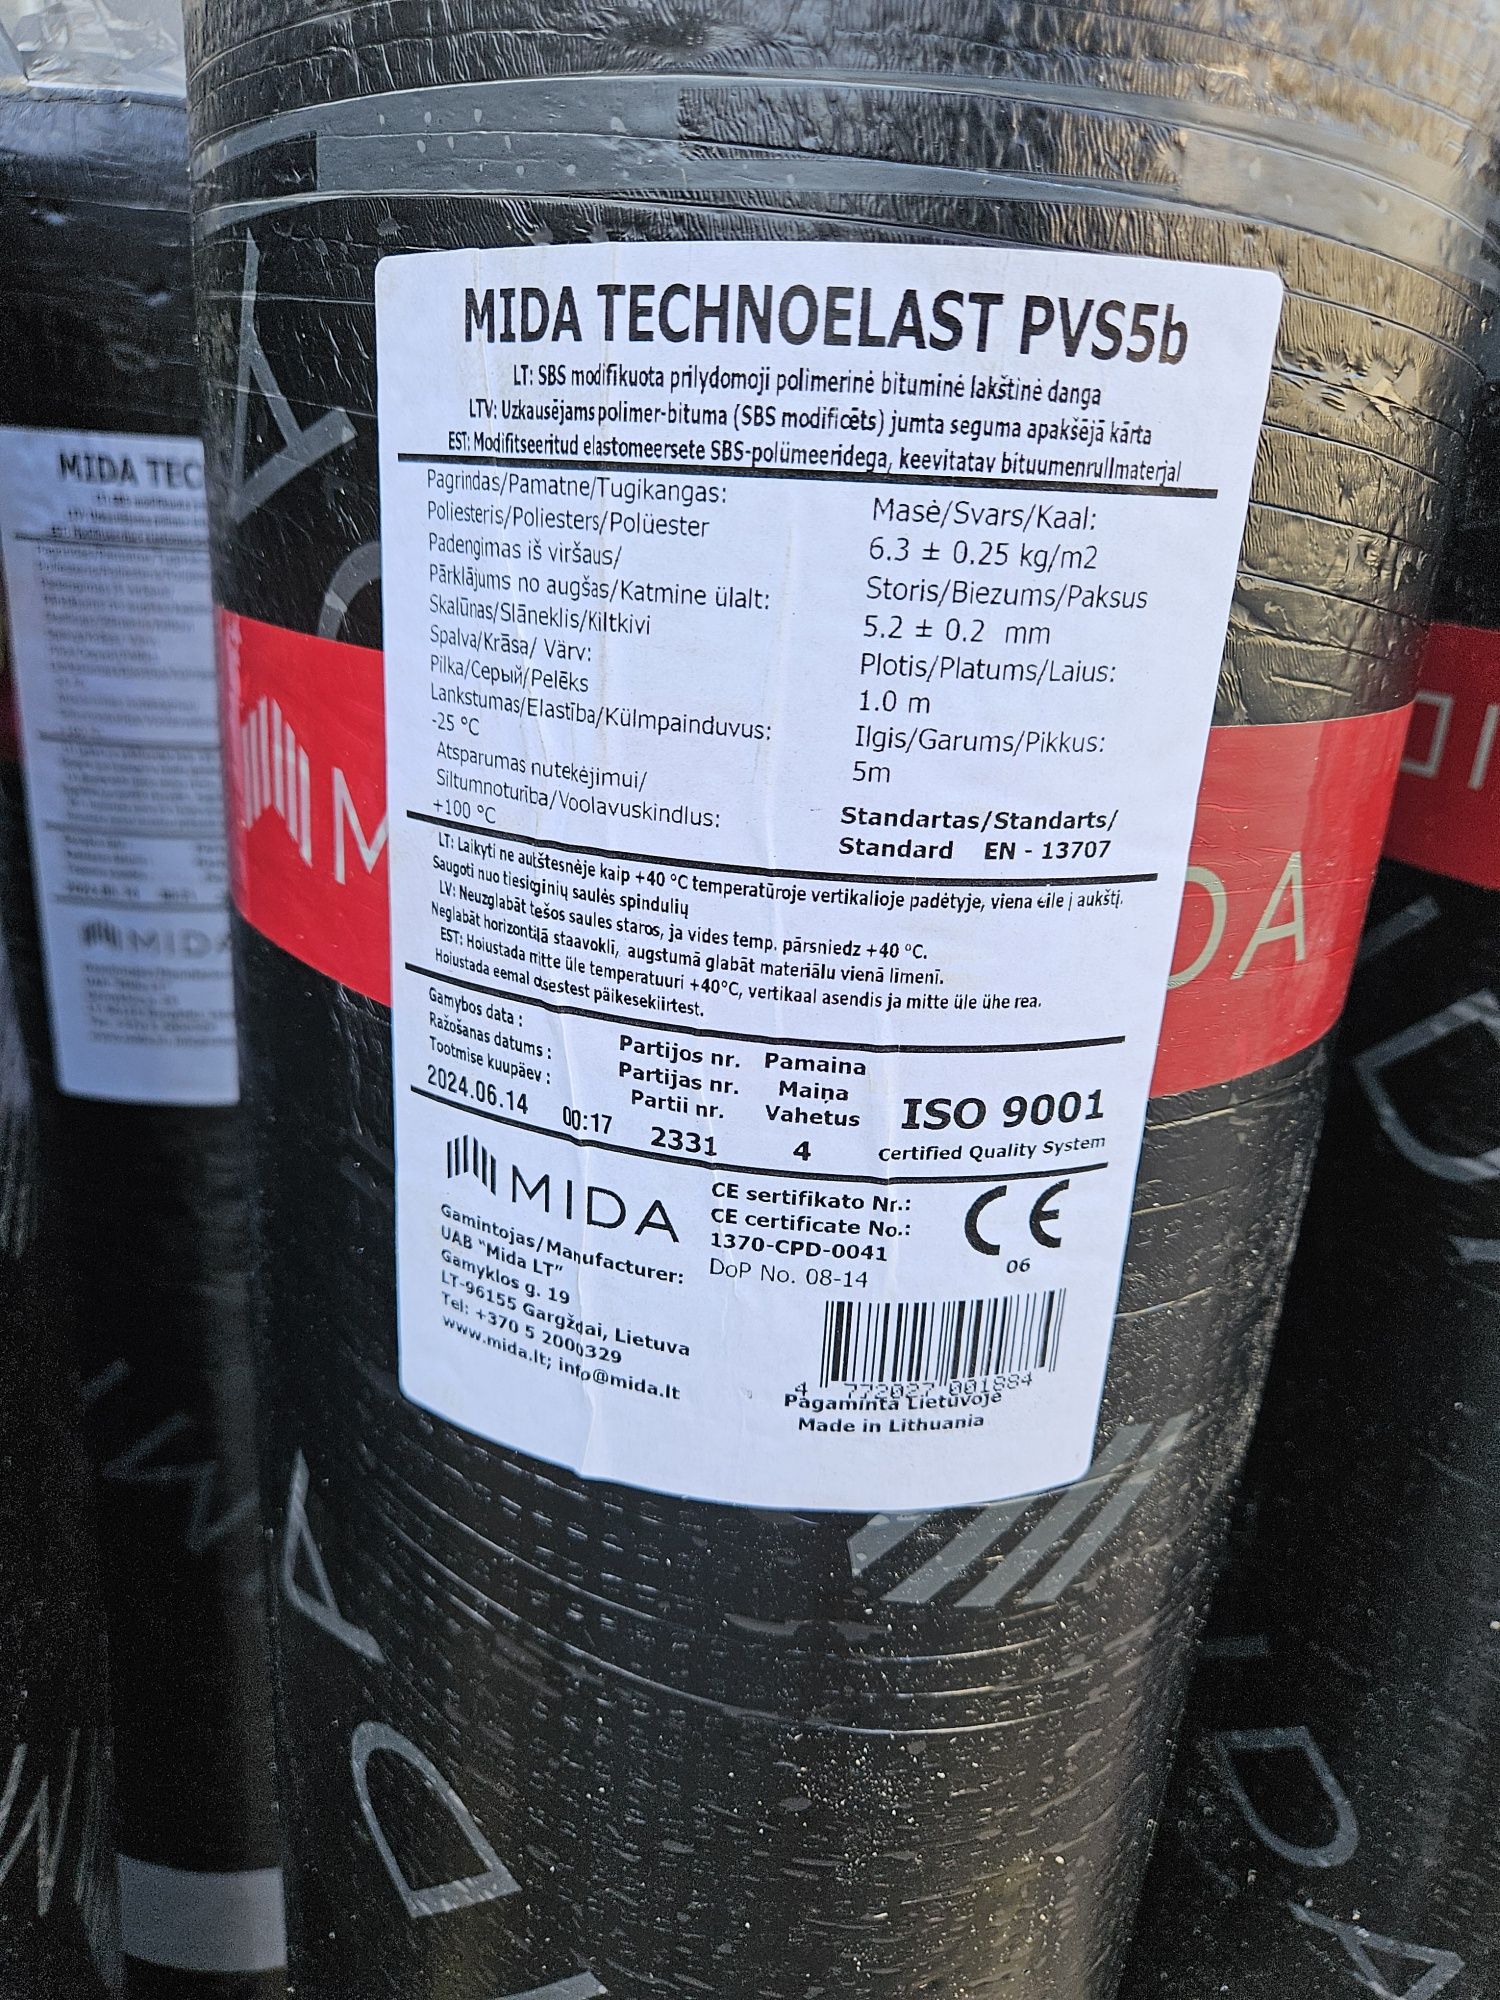 MIDA TECHNOELAST PVS5b
LT: SBS modifikuota prilydomoji polimerinė bituminė lakštinė danga
LTV: Uzkausējams polimer-bituma (SBS modificēts) jumta seguma apakšējā kārta
EST: Modifitseeritud elastomeersete SBS-polümeeridega, keevitatav bituumenrullmaterjal
Pagrindas/Pamatne/Tugikangas:
Poliesteris/Poliesters/Polüester
Padengimas iš viršaus/
Pārklājums no augšas/Katmine ülalt:
Skalūnas/Slāneklis/Kiltkivi
Spalva/Krāsa/ Värv:
Pilka/Серый/Pelēks
Lankstumas/Elastība/Külmpainduvus:
-25 °C
Atsparumas nutekėjimui/
Siltumnoturība/Voolavuskindlus:
+100 °C
Masė/Svars/Kaal:
6.3 ± 0.25 kg/m2
Storis/Biezums/Paksus
5.2 ± 0.2 mm
Plotis/Platums/Laius:
1.0 m
Ilgis/Garums/Pikkus:
5m
Standartas/Standarts/
Standard EN - 13707
LT: Laikyti ne aukštesnėje kaip +40 °C temperatūroje vertikalioje padėtyje, viena eile į aukštį.
Saugoti nuo tiesioginių saulės spindulių
LV: Neuzglabāt tešos saules staros, ja vides temp. pārsniedz +40 °C.
Neglabāt horizontilā staavoklī, augstumā glabāt materiālu vienā līmenī.
EST: Hoiustada mitte üle temperatuuri +40°C, vertikaal asendis ja mitte üle ühe rea.
Hoiustada eemal otsestest päikesekiirtest.
Gamybos data :
Ražošanas datums :
Tootmise kuupäev :
2024.06.14 00:17
Partijos nr.
Partijas nr.
Partii nr.
2331
Pamaina
Maiņa
Vahetus
4
ISO 9001
Certified Quality System
MIDA
Gamintojas/Manufacturer:
UAB "Mida LT"
Gamyklos g. 19
LT-96155 Gargždai, Lietuva
Tel: +370 5 2000329
www.mida.lt; info@mida.lt
CE sertifikato Nr.:
CE certificate No.:
1370-CPD-0041
DoP No. 08-14
CE
06
4 772027 001884
Pagaminta Lietuvoje
Made in Lithuania
MIDA TEC
MIDA
M
DA